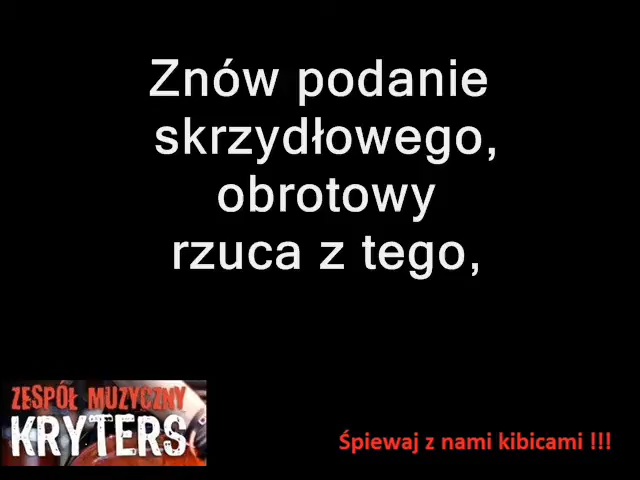 Znów podanie
skrzydłowego,
obrotowy
rzuca z tego,
ZESPÓŁ MUZYCZNY
KRYTERS
Śpiewaj z nami kibicami !!!